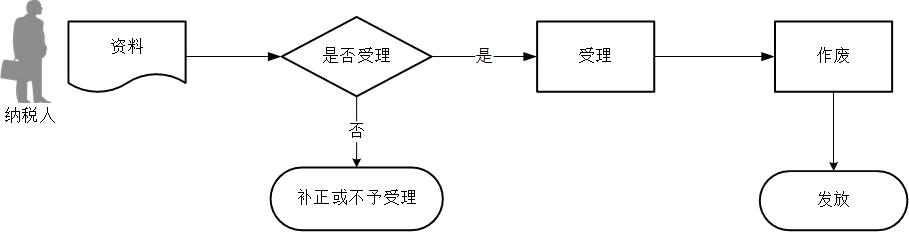 资料
纳税人
是否受理
是
受理
作废
否
补正或不予受理
发放